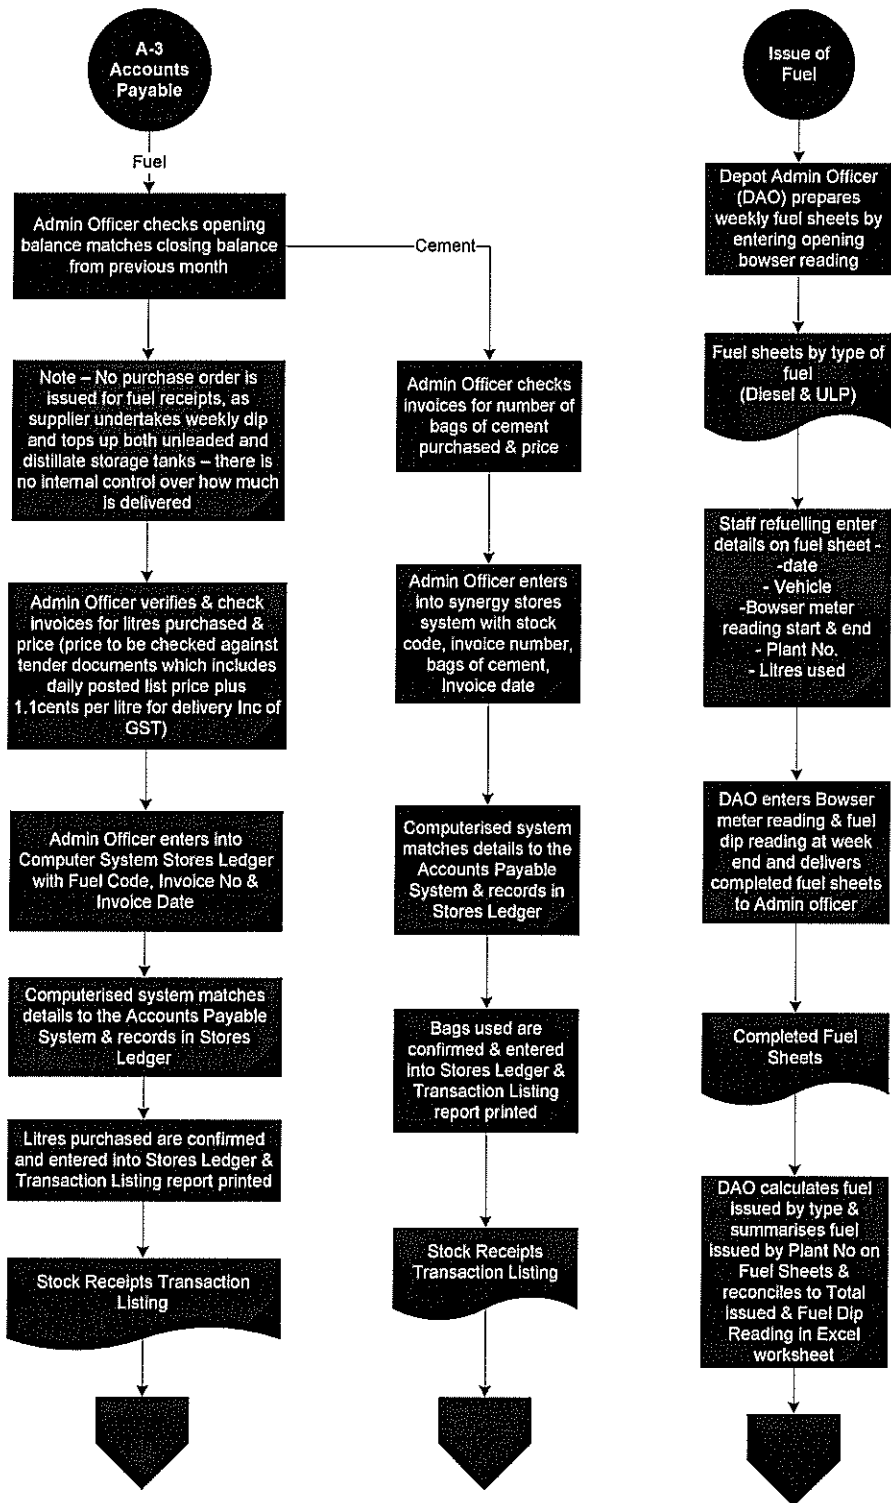 A-3
Accounts
Payable
Fuel
Admin Officer checks opening
balance matches closing balance
from previous month
Cement
Note – No purchase order is
issued for fuel receipts, as
supplier undertakes weekly dip
and tops up both unleaded and
distillate storage tanks – there is
no internal control over how much
is delivered
Admin Officer verifies & check
invoices for litres purchased &
price (price to be checked against
tender documents which includes
daily posted list price plus
1.1cents per litre for delivery Inc of
GST)
Admin Officer enters into
Computer System Stores Ledger
with Fuel Code, Invoice No &
Invoice Date
Computerised system matches
details to the Accounts Payable
System & records in Stores
Ledger
Litres purchased are confirmed
and entered into Stores Ledger &
Transaction Listing report printed
Stock Receipts Transaction
Listing
Admin Officer checks
invoices for number of
bags of cement
purchased & price
Admin Officer enters
into synergy stores
system with stock
code, invoice number,
bags of cement,
Invoice date
Computerised system
matches details to the
Accounts Payable
System & records in
Stores Ledger
Bags used are
confirmed & entered
into Stores Ledger &
Transaction Listing
report printed
Stock Receipts
Transaction Listing
Issue of
Fuel
Depot Admin Officer
(DAO) prepares
weekly fuel sheets by
entering opening
bowser reading
Fuel sheets by type of
fuel
(Diesel & ULP)
Staff refuelling enter
details on fuel sheet -
-date
- Vehicle
-Bowser meter
reading start & end
- Plant No.
- Litres used
DAO enters Bowser
meter reading & fuel
dip reading at week
end and delivers
completed fuel sheets
to Admin officer
Completed Fuel
Sheets
DAO calculates fuel
issued by type &
summarises fuel
issued by Plant No on
Fuel Sheets &
reconciles to Total
issued & Fuel Dip
Reading in Excel
worksheet